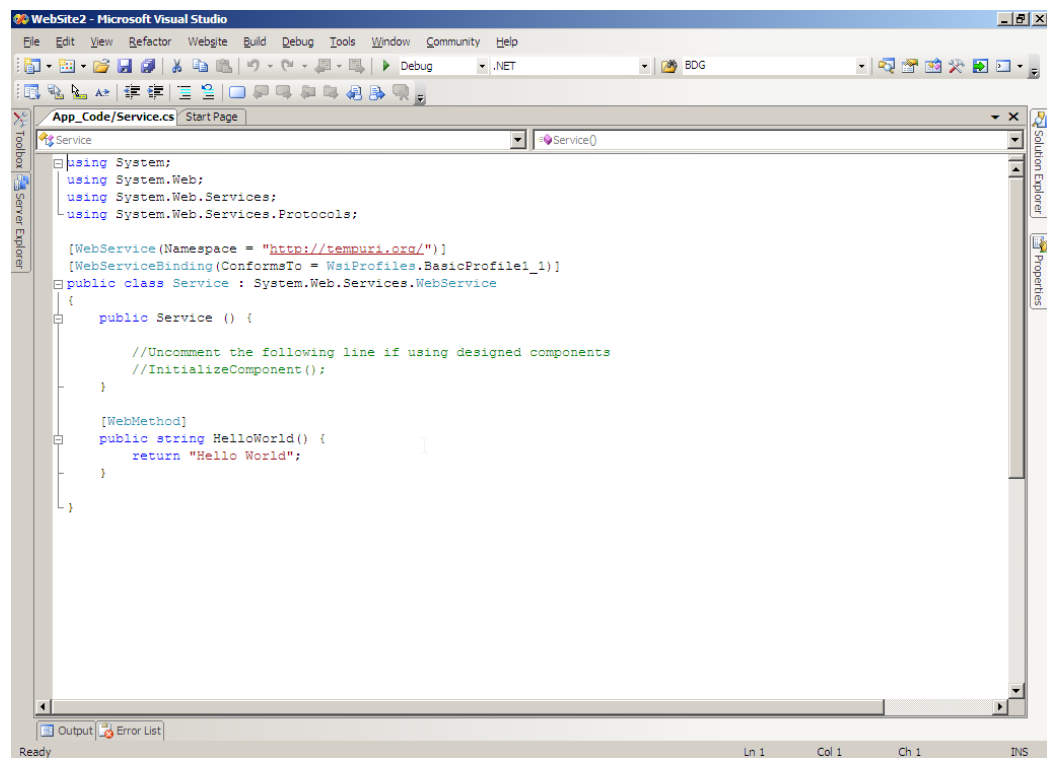 WebSite2 - Microsoft Visual Studio
File Edit View Refactor Website Build Debug Tools Window Community Help
Debug .NET BDG
App_Code/Service.cs Start Page
Service Service()
Toolbox
Server Explorer
using System;
using System.Web;
using System.Web.Services;
using System.Web.Services.Protocols;
[WebService(Namespace = "http://tempuri.org/")]
[WebServiceBinding(ConformsTo = WsiProfiles.BasicProfile1_1)]
public class Service : System.Web.Services.WebService
{
public Service () {
//Uncomment the following line if using designed components
//InitializeComponent();
}
[WebMethod]
public string HelloWorld() {
return "Hello World";
}
}
Solution Explorer
Properties
Output Error List
Ready Ln 1 Col 1 Ch 1 INS